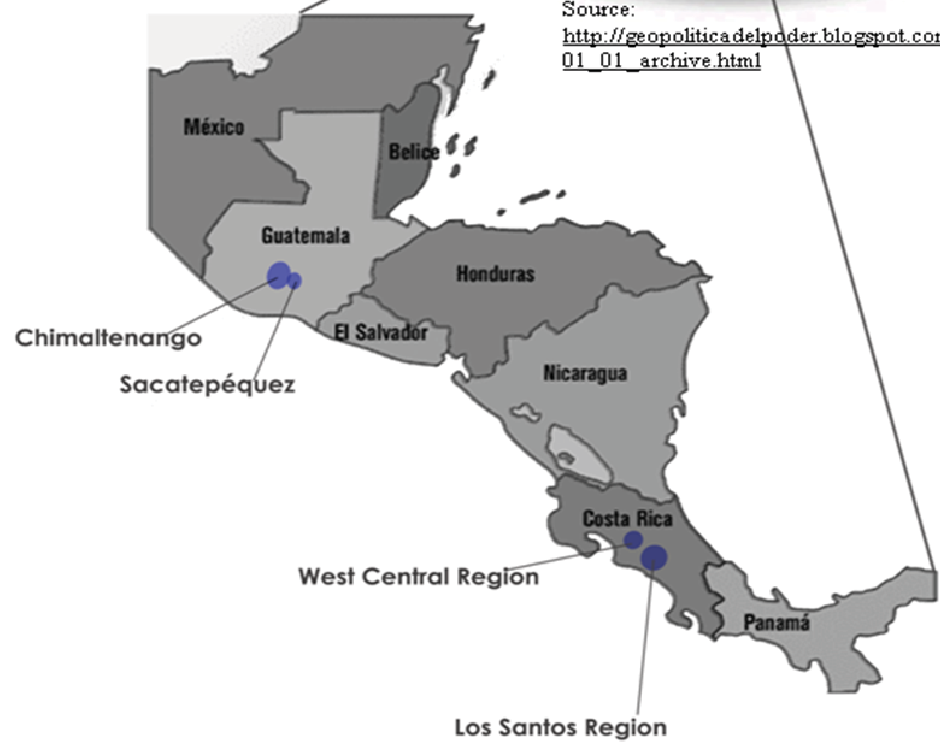 Source:
http://geopoliticadelpoder.blogspot.com
01_01_archive.html
México
Belice
Guatemala
Honduras
Chimaltenango
El Salvador
Sacatepéquez
Nicaragua
Costa Rica
West Central Region
Panamá
Los Santos Region